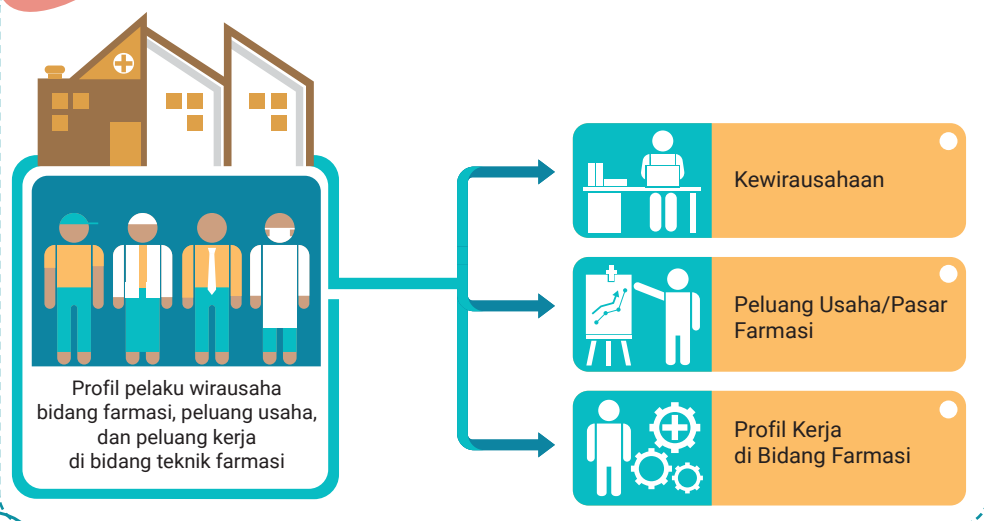 Profil pelaku wirausaha
bidang farmasi, peluang usaha,
dan peluang kerja
di bidang teknik farmasi
Kewirausahaan
Peluang Usaha/Pasar
Farmasi
Profil Kerja
di Bidang Farmasi